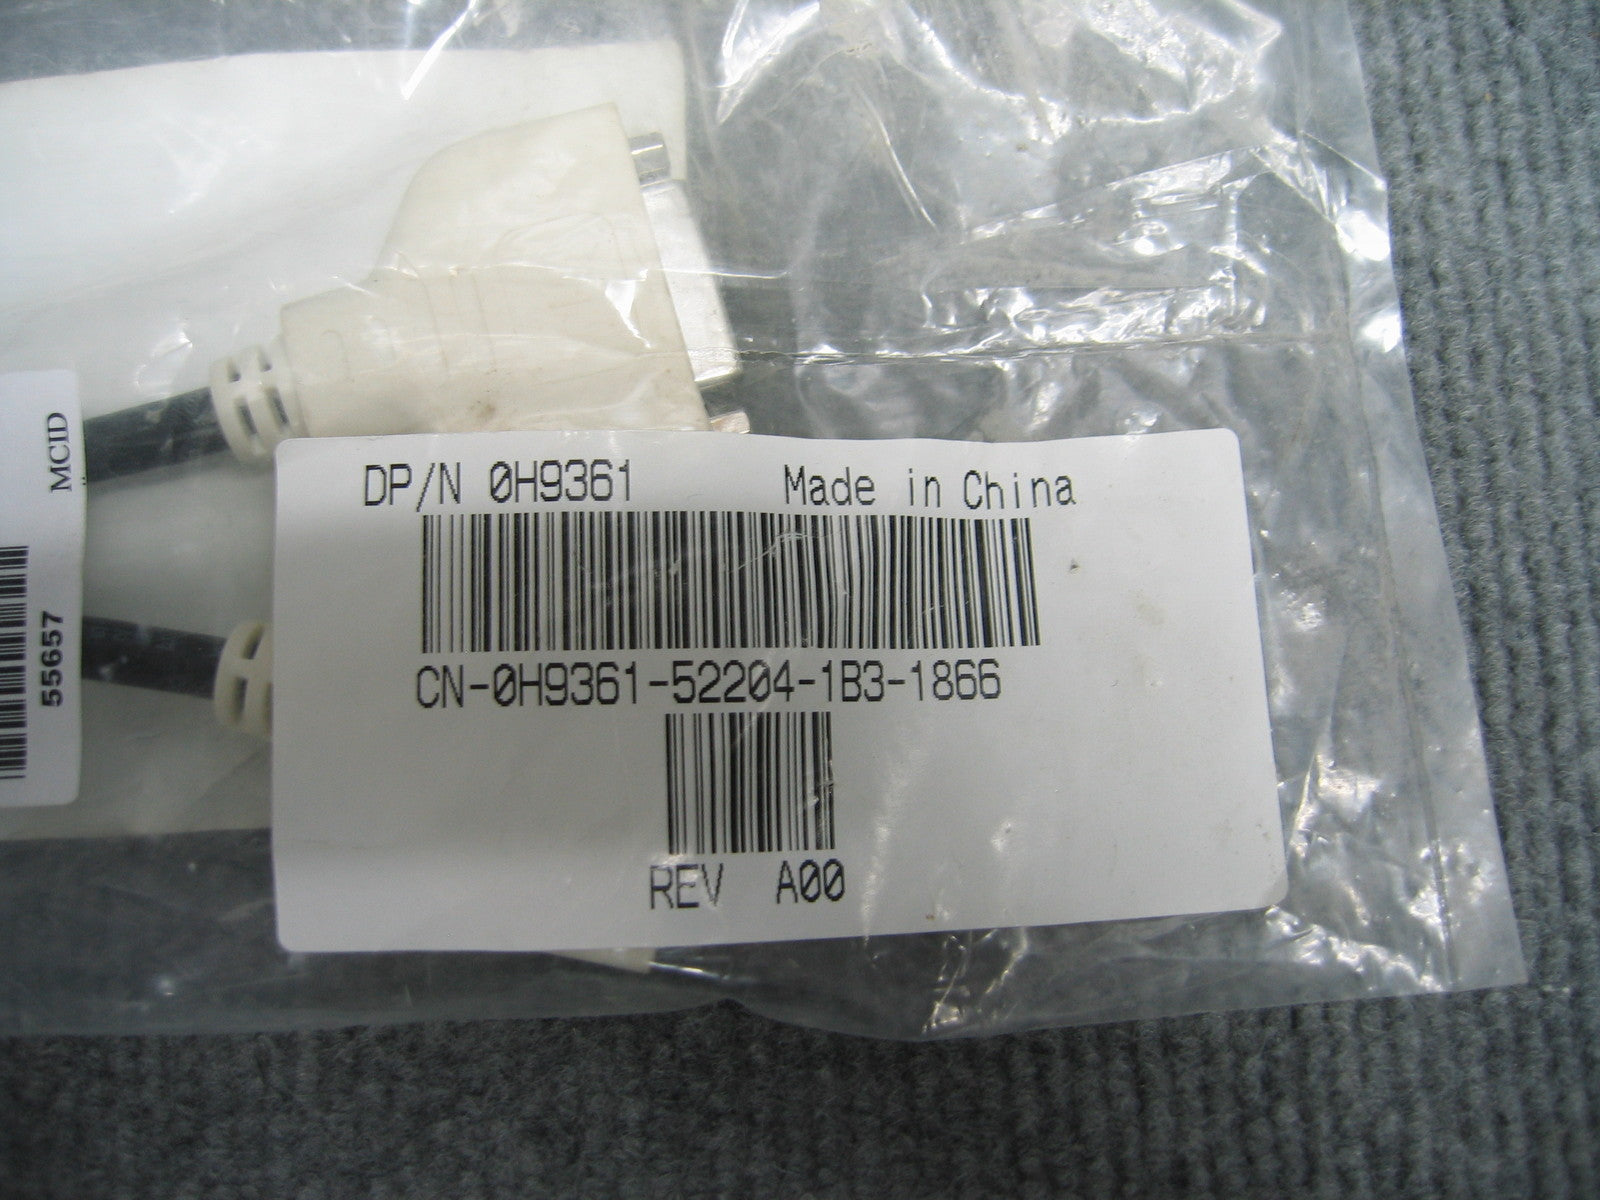 DP/N 0H9361 Made in China
CN-0H9361-52204-1B3-1866
REV A00
MCID
55657